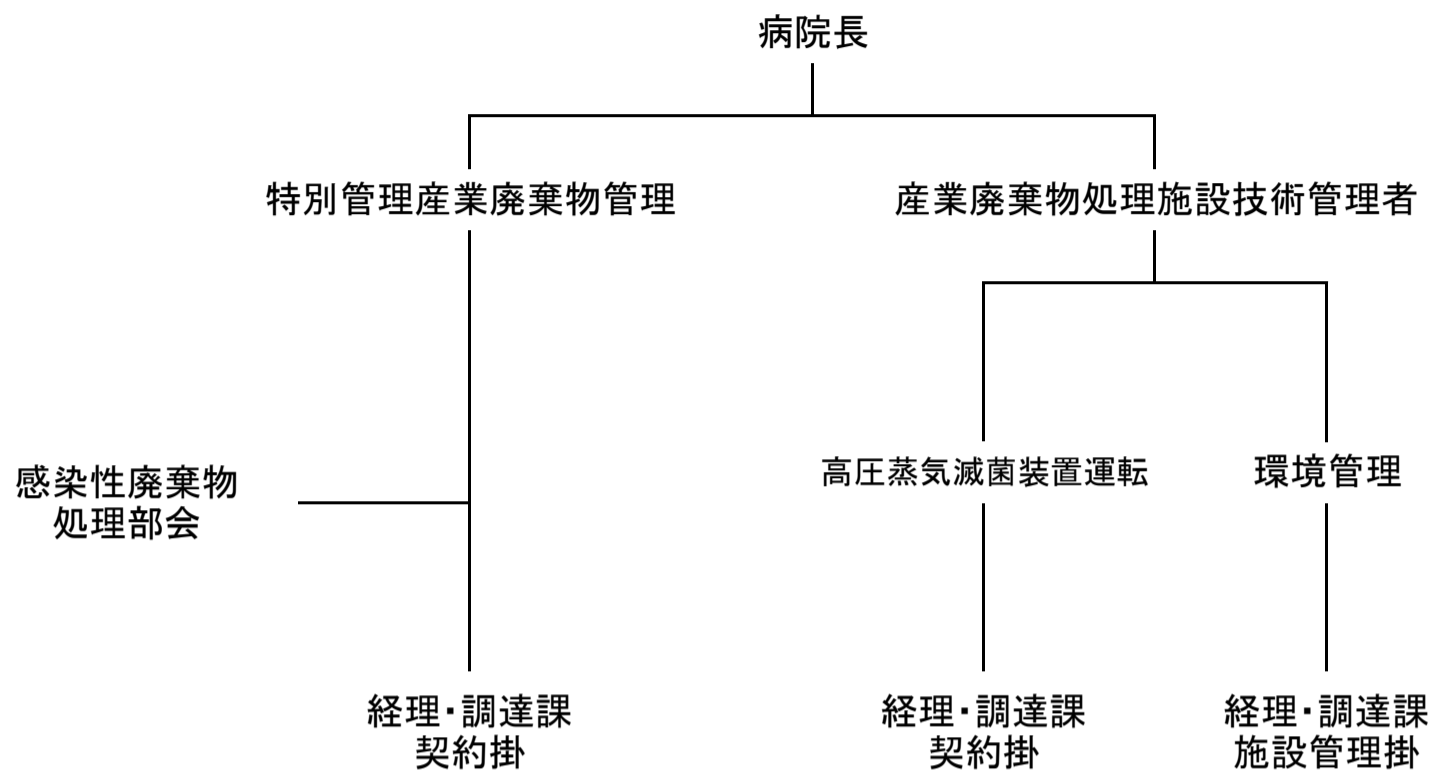 病院長
特別管理産業廃棄物管理
産業廃棄物処理施設技術管理者
感染性廃棄物
処理部会
高圧蒸気滅菌装置運転
環境管理
経理・調達課
契約掛
経理・調達課
契約掛
経理・調達課
施設管理掛